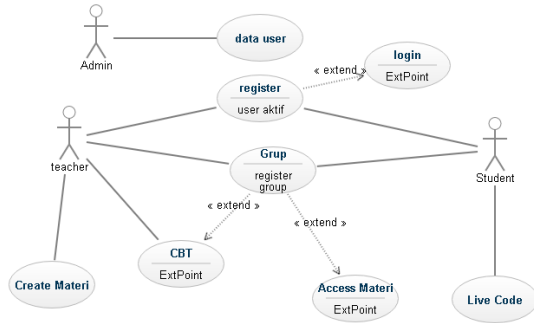 data user
Admin
login
ExtPoint
« extend »
register
user aktif
teacher
Grup
register
group
Student
« extend »
« extend »
CBT
ExtPoint
Create Materi
Access Materi
ExtPoint
Live Code